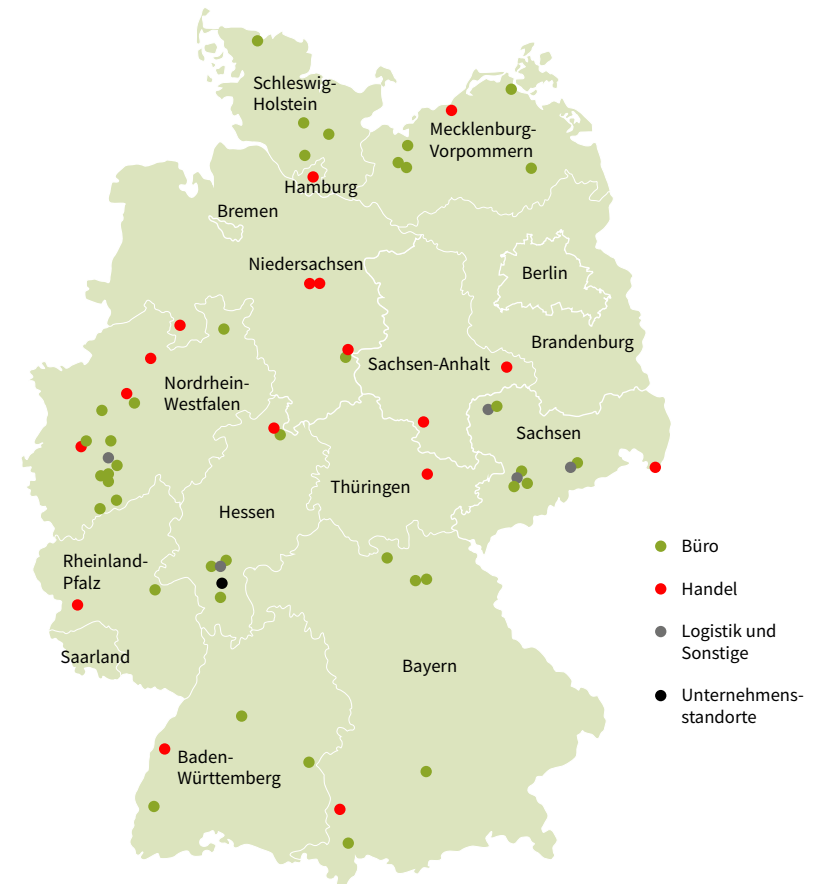 Schleswig-
Holstein
Mecklenburg-
Vorpommern
Hamburg
Bremen
Niedersachsen
Berlin
Brandenburg
Sachsen-Anhalt
Nordrhein-
Westfalen
Sachsen
Thüringen
Hessen
Rheinland-
Pfalz
Saarland
Bayern
Baden-
Württemberg
Büro
Handel
Logistik und
Sonstige
Unternehmens-
standorte